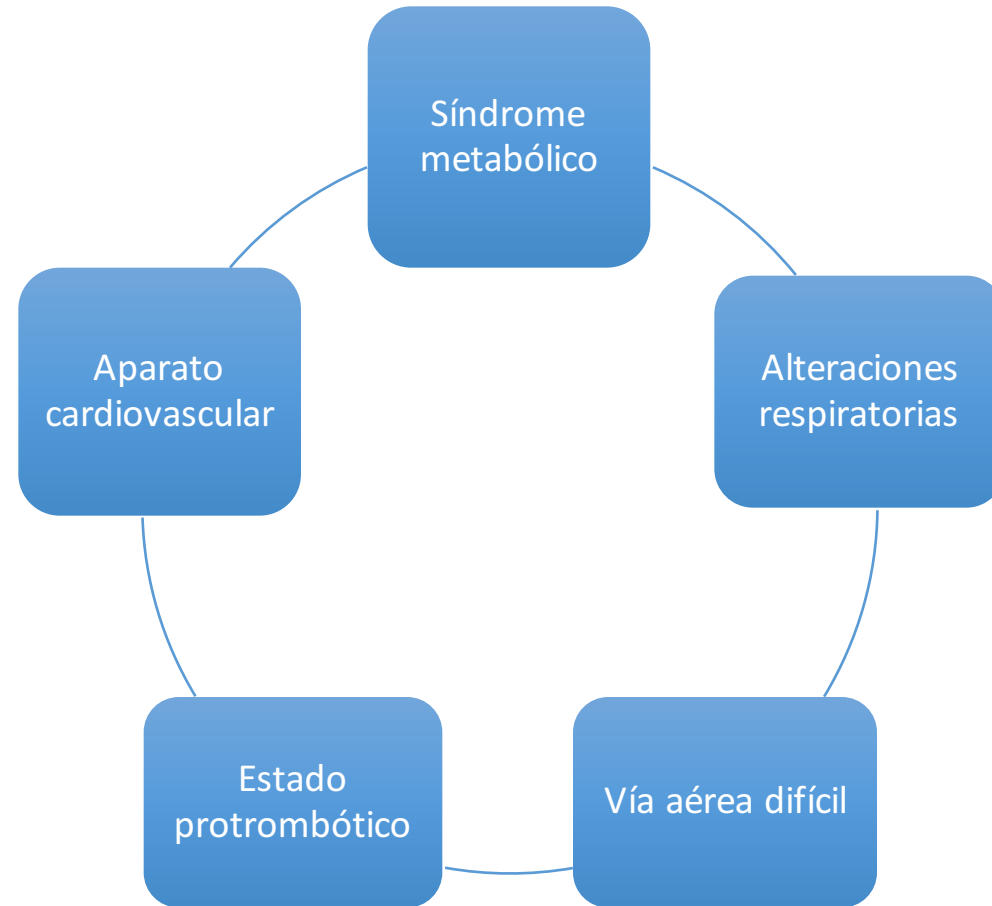 Síndrome
metabólico
Alteraciones
respiratorias
Vía aérea difícil
Estado
protrombótico
Aparato
cardiovascular